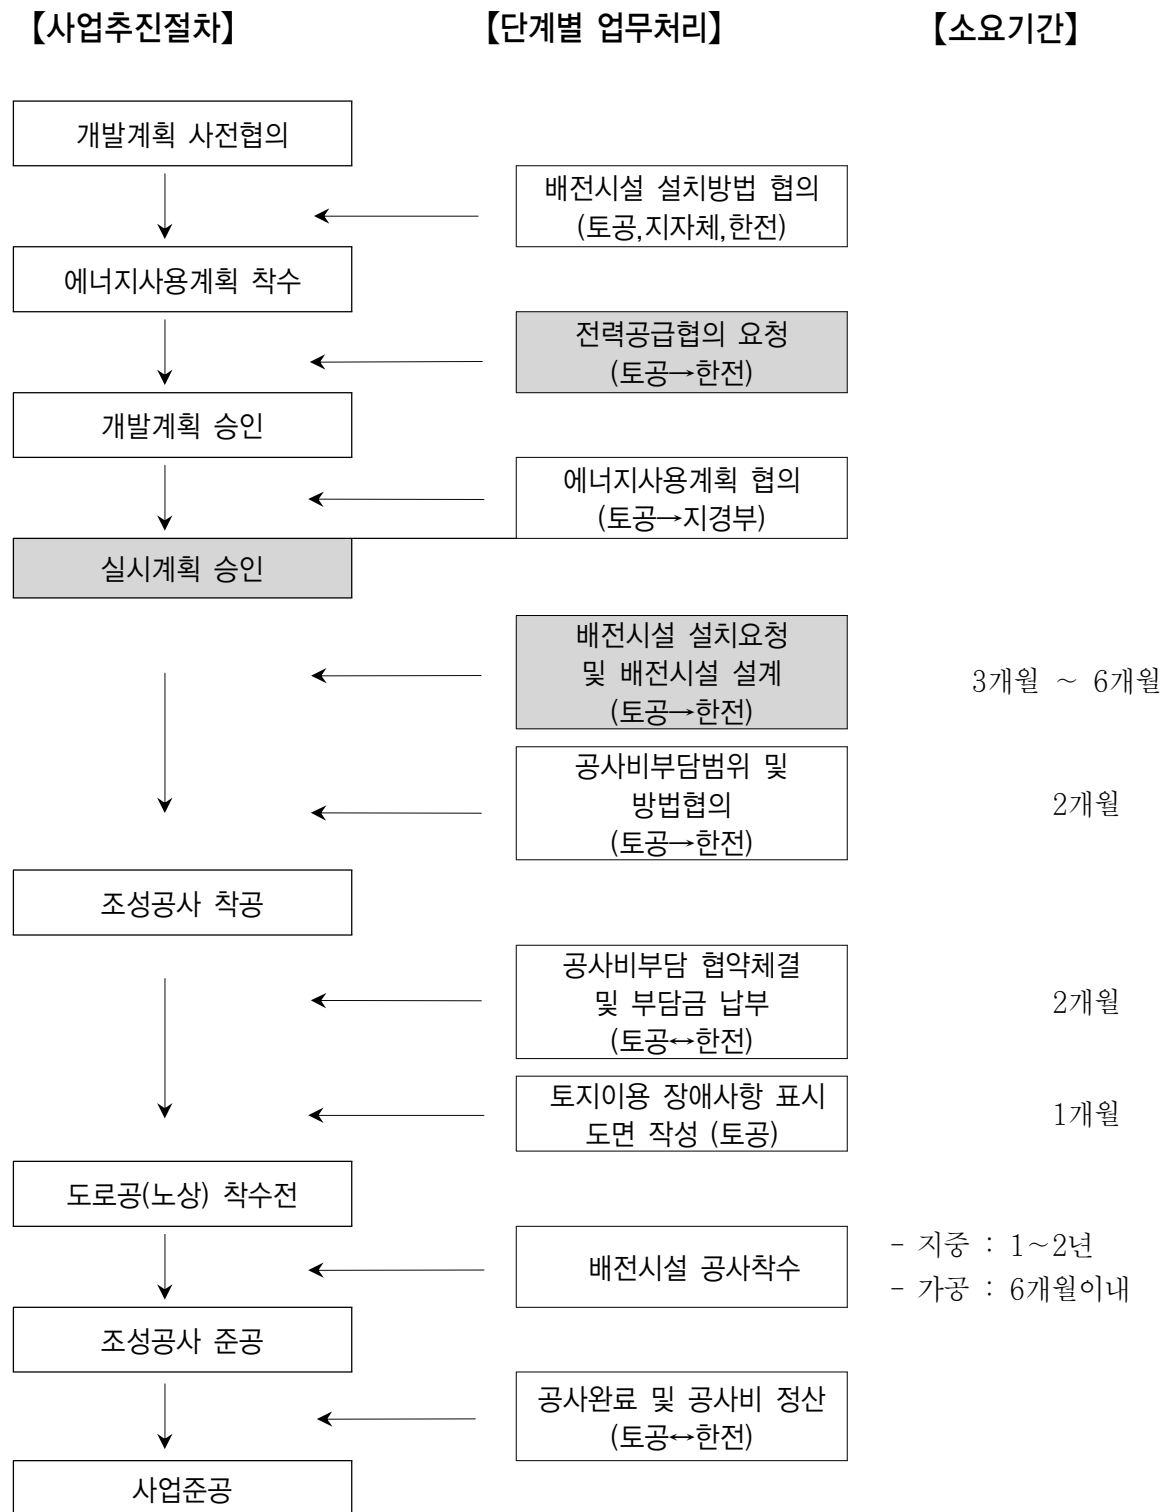 【사업추진절차】 【단계별 업무처리】 【소요기간】
개발계획 사전협의
배전시설 설치방법 협의
(토공,지자체,한전)
에너지사용계획 착수
전력공급협의 요청
(토공→한전)
개발계획 승인
에너지사용계획 협의
(토공→지경부)
실시계획 승인
배전시설 설치요청
및 배전시설 설계
(토공→한전)
3개월 ~ 6개월
공사비부담범위 및
방법협의
(토공→한전)
2개월
조성공사 착공
공사비부담 협약체결
및 부담금 납부
(토공↔한전)
2개월
토지이용 장애사항 표시
도면 작성 (토공)
1개월
도로공(노상) 착수전
배전시설 공사착수
- 지중 : 1~2년
- 가공 : 6개월이내
조성공사 준공
공사완료 및 공사비 정산
(토공↔한전)
사업준공